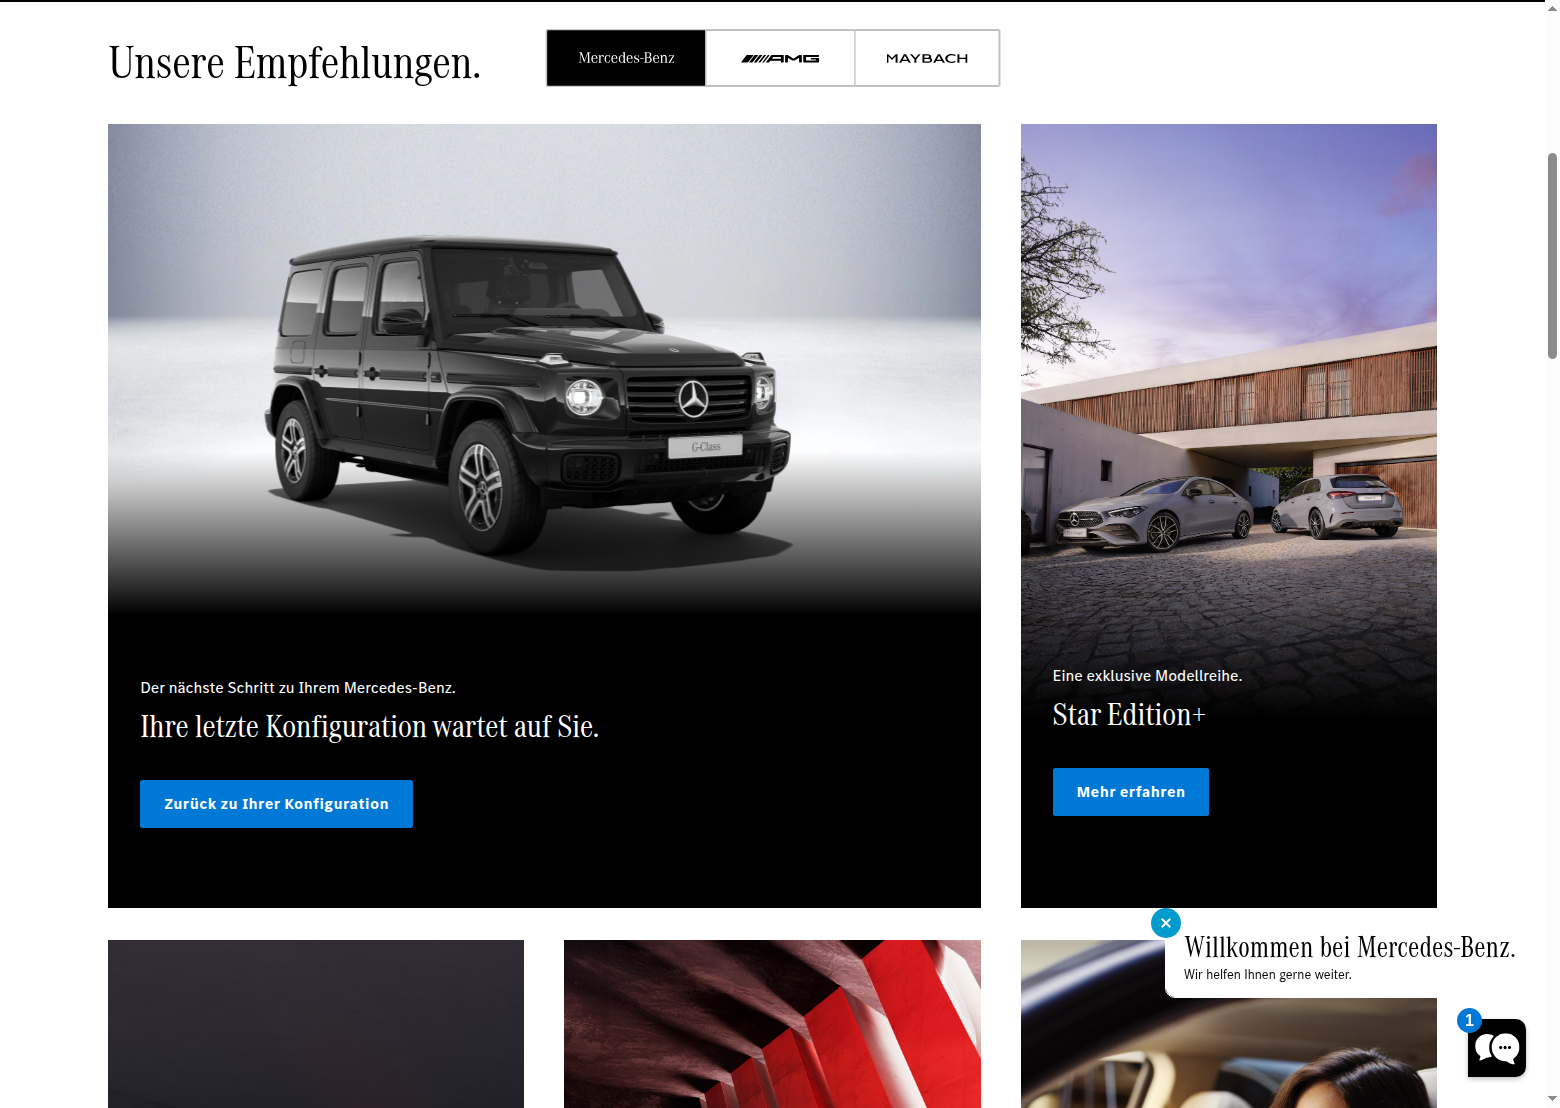 Unsere Empfehlungen.
Mercedes-Benz
AMG
MAYBACH
G-Class
Der nächste Schritt zu Ihrem Mercedes-Benz.
Ihre letzte Konfiguration wartet auf Sie.
Zurück zu Ihrer Konfiguration
Eine exklusive Modellreihe.
Star Edition+
Mehr erfahren
Willkommen bei Mercedes-Benz.
Wir helfen Ihnen gerne weiter.
1